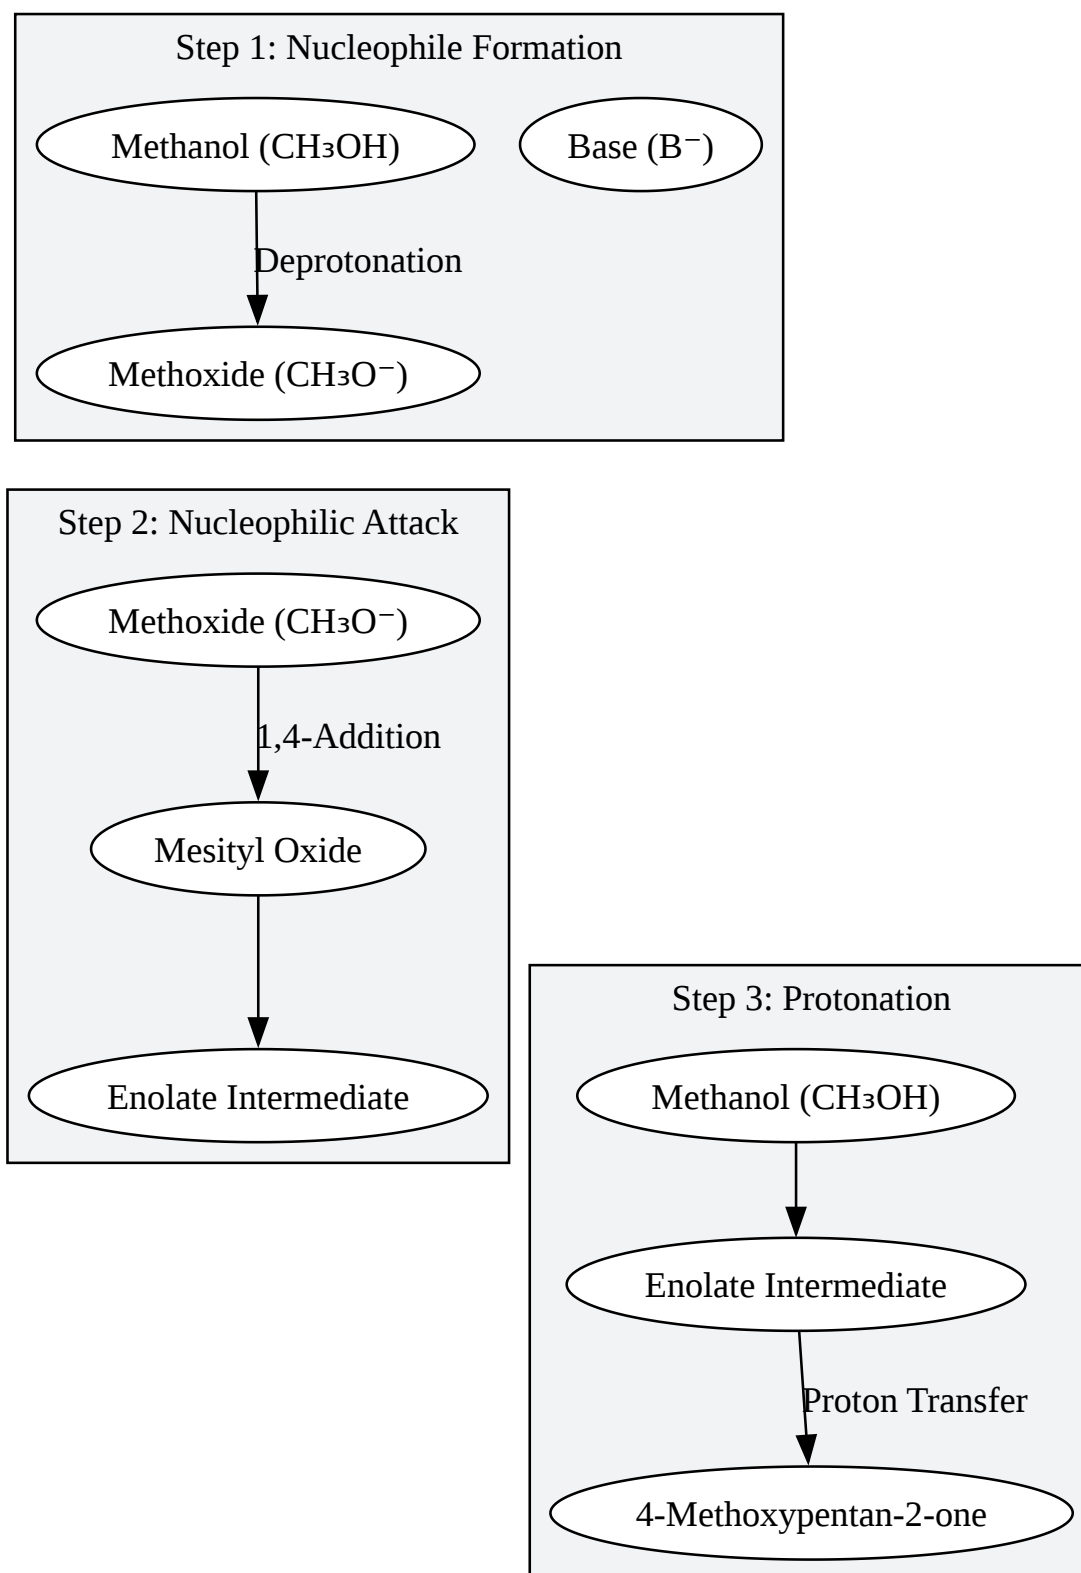 Step 1: Nucleophile Formation
Methanol (CH₃OH)
Base (B⁻)
Deprotonation
Methoxide (CH₃O⁻)
Step 2: Nucleophilic Attack
Methoxide (CH₃O⁻)
1,4-Addition
Mesityl Oxide
Enolate Intermediate
Step 3: Protonation
Methanol (CH₃OH)
Enolate Intermediate
Proton Transfer
4-Methoxypentan-2-one